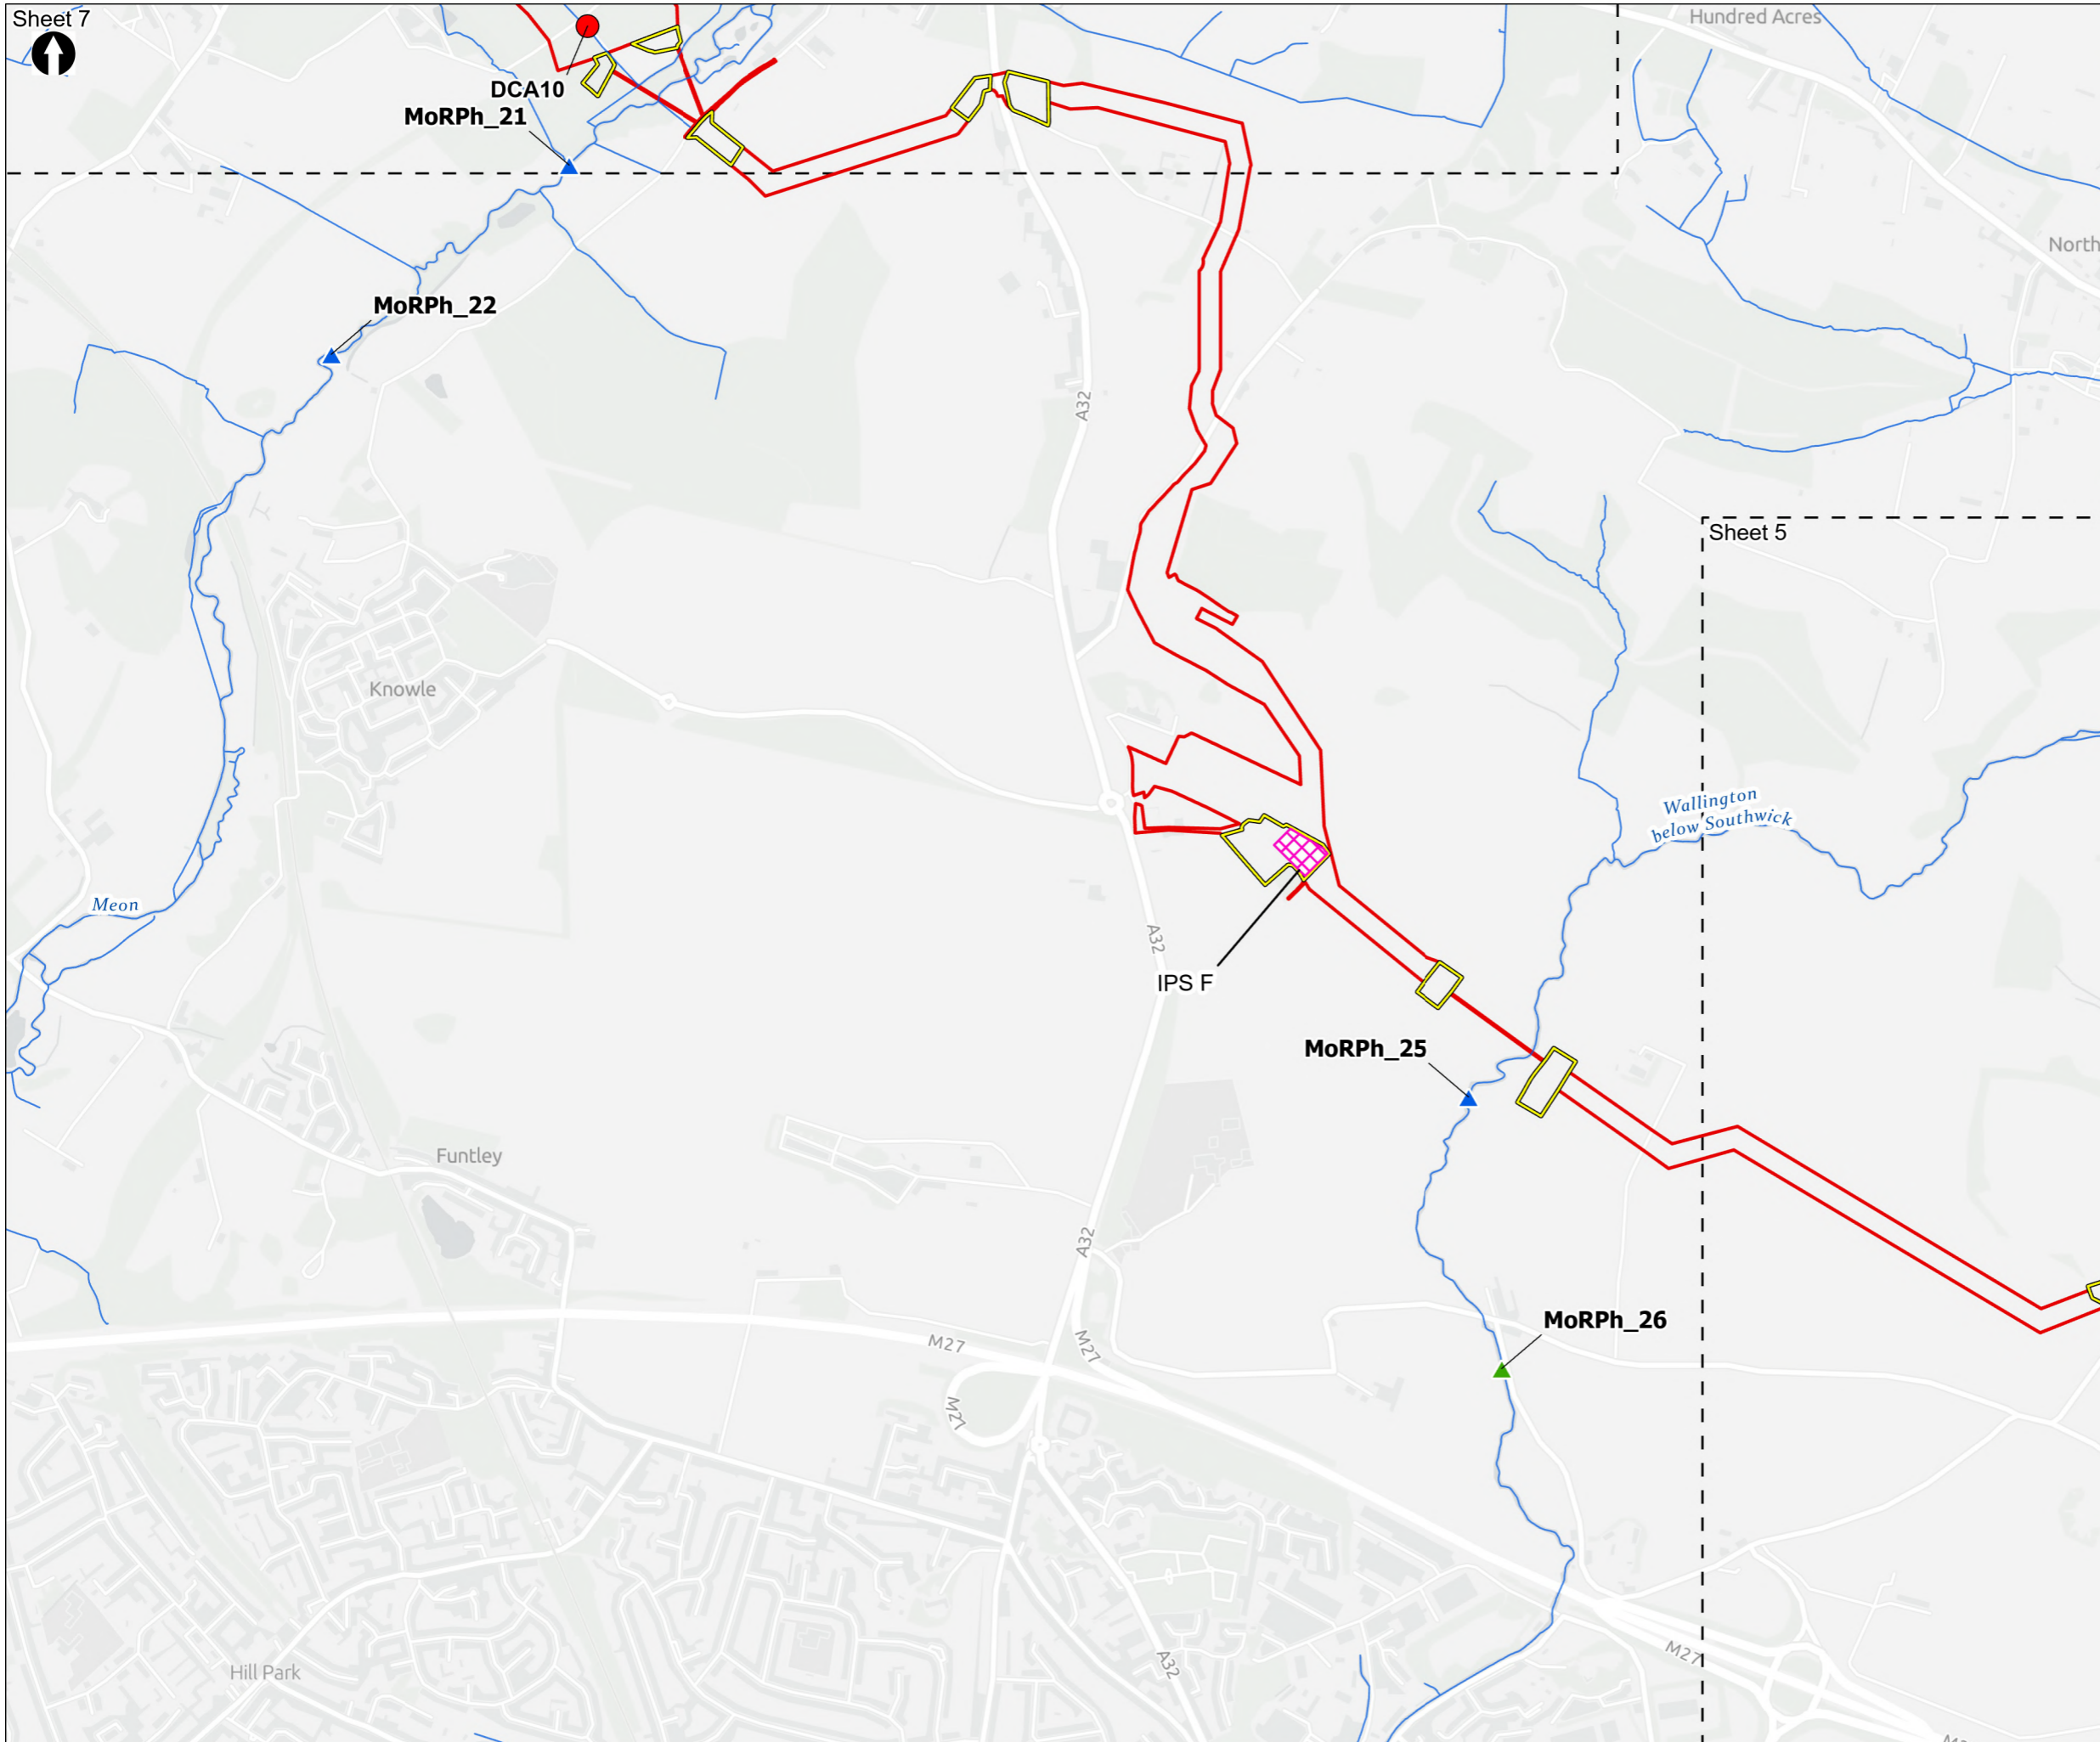 Sheet 7
Hundred Acres
DCA10
MoRPh_21
North
MoRPh_22
A32
Sheet 5
Knowle
Wallington
below Southwick
Meon
A32
IPS F
MoRPh_25
Funtley
A32
MoRPh_26
M27
M27
M27
Hill Park
A32
M27